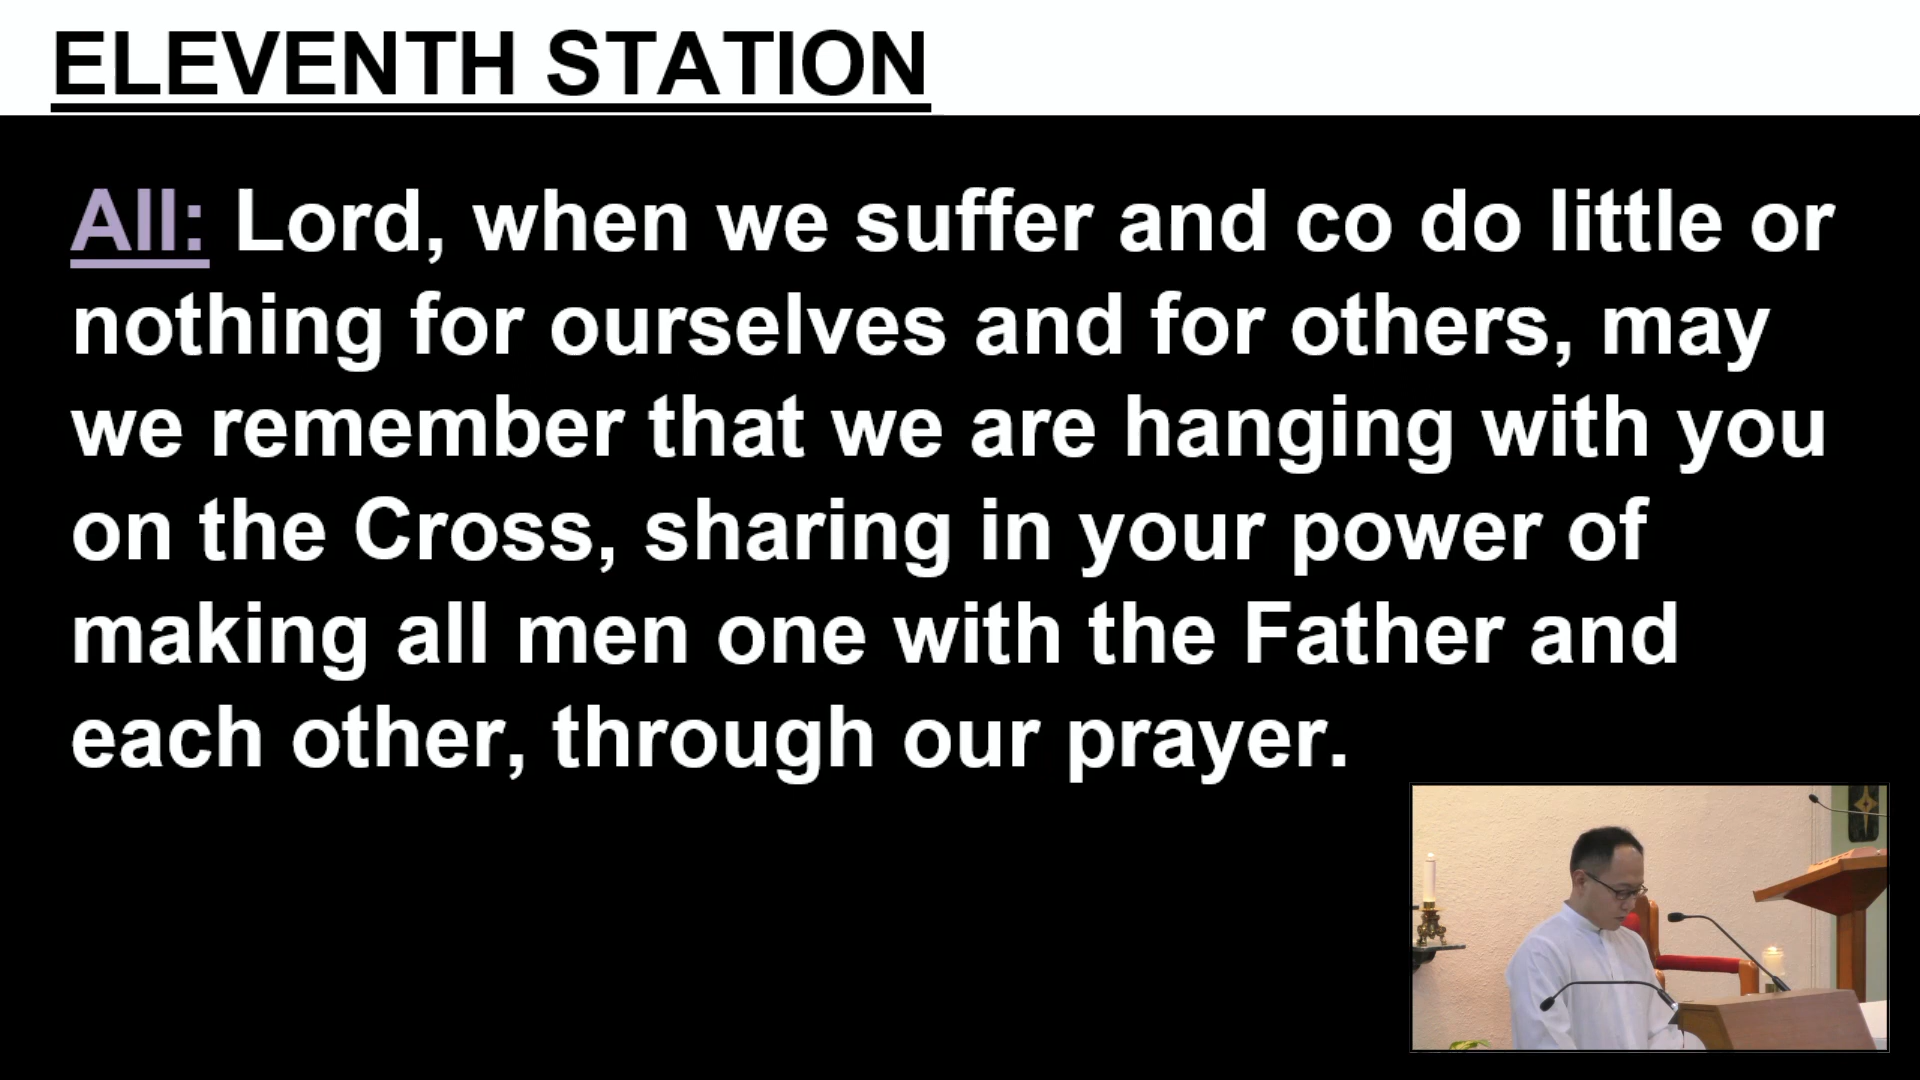 ELEVENTH STATION
All: Lord, when we suffer and co do little or
nothing for ourselves and for others, may
we remember that we are hanging with you
on the Cross, sharing in your power of
making all men one with the Father and
each other, through our prayer.